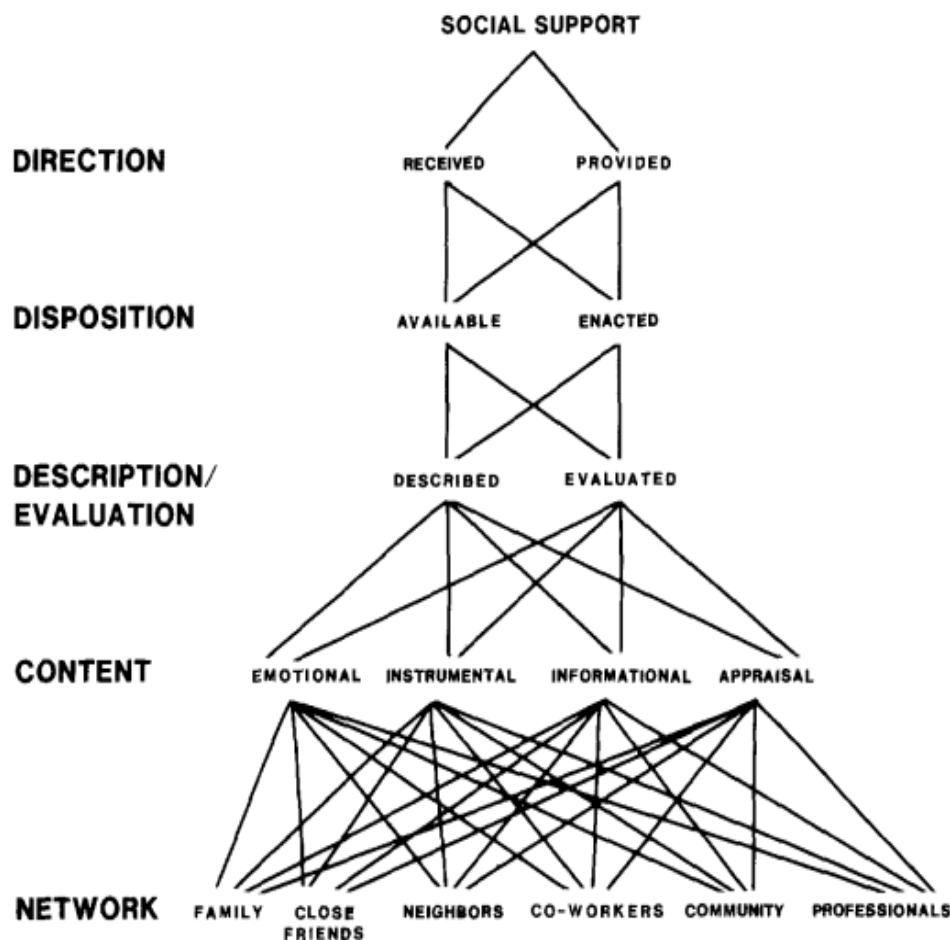 SOCIAL SUPPORT
DIRECTION RECEIVED PROVIDED
DISPOSITION AVAILABLE ENACTED
DESCRIPTION/ DESCRIBED EVALUATED
EVALUATION
CONTENT EMOTIONAL INSTRUMENTAL INFORMATIONAL APPRAISAL
NETWORK FAMILY CLOSE NEIGHBORS CO-WORKERS COMMUNITY PROFESSIONALS
FRIENDS